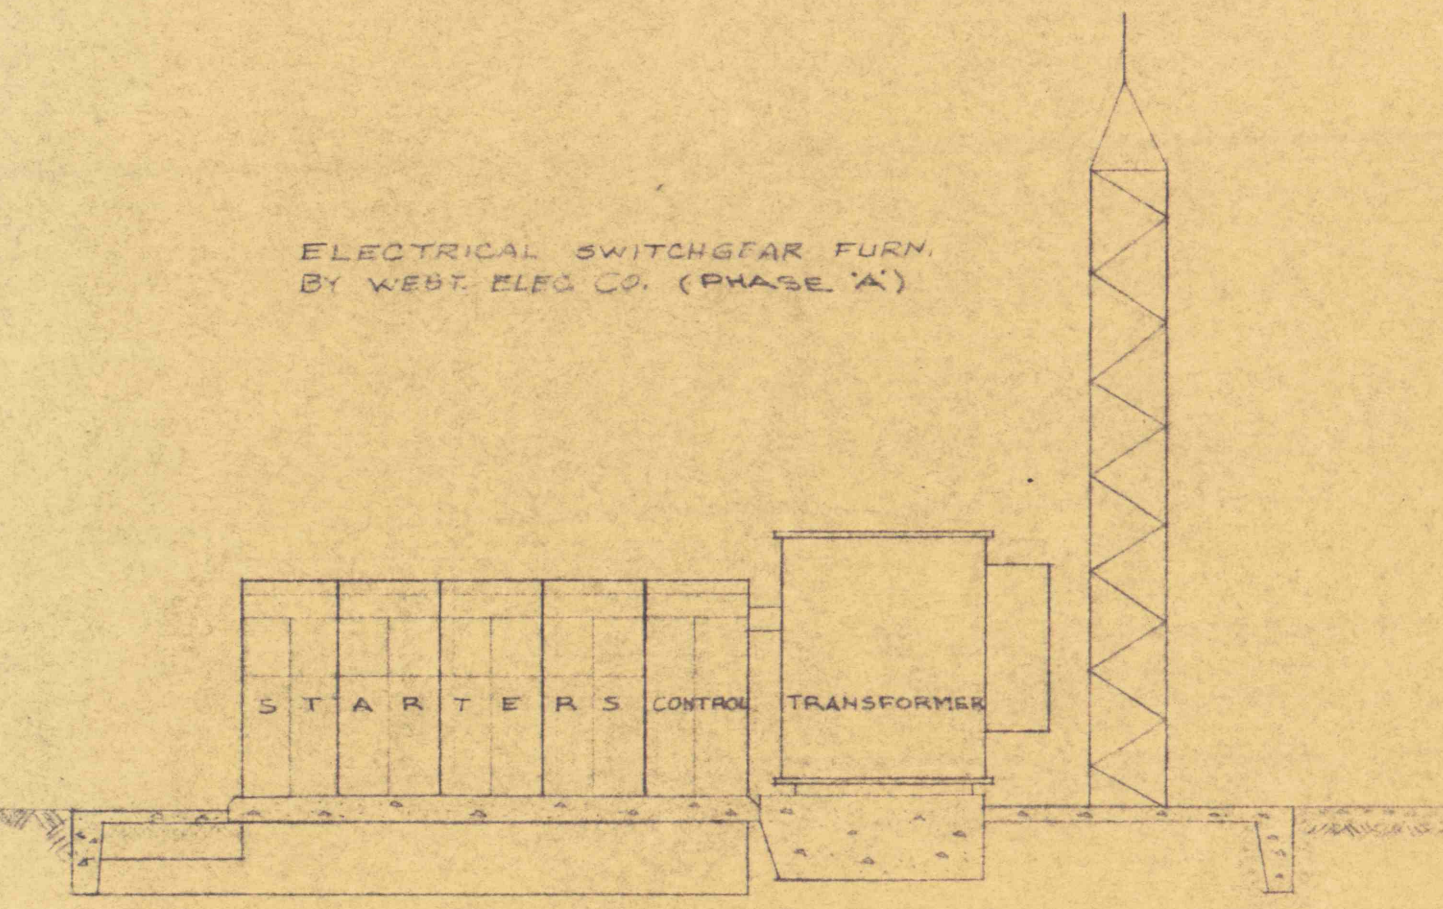 ELECTRICAL SWITCHGEAR FURN.
BY WEST. ELEC. CO. (PHASE 'A')
STARTERS CONTROL TRANSFORMER